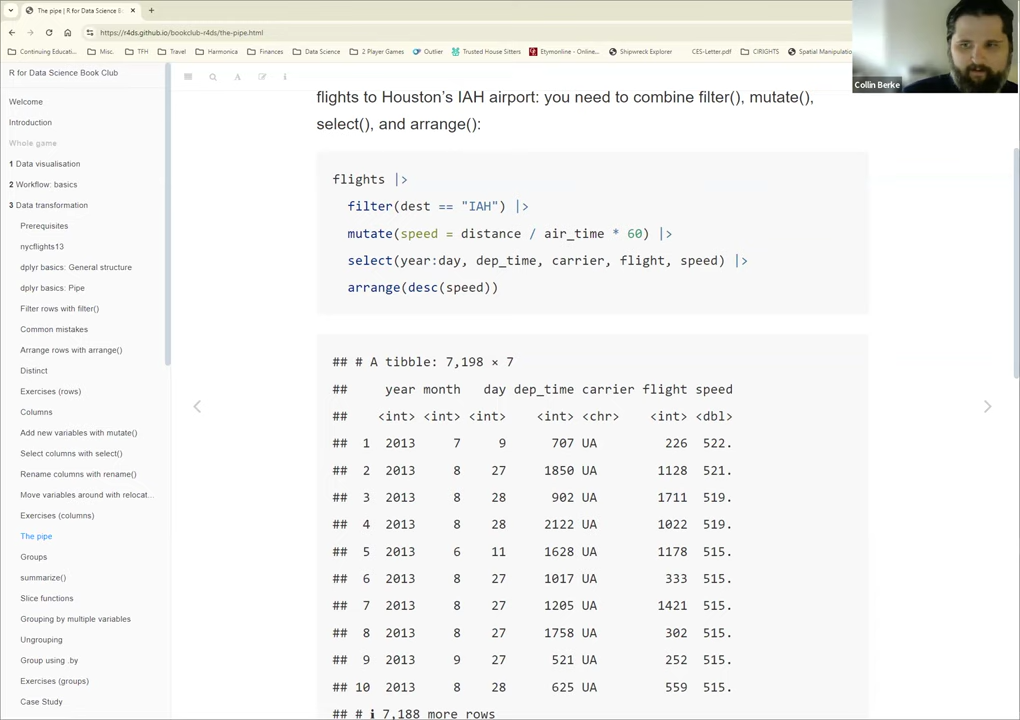 The pipe | R for Data Science B
https://r4ds.github.io/bookclub-r4ds/the-pipe.html
Continuing Educati... Misc. TFH Travel Harmonica Finances Data Science 2 Player Games Outlier Trusted House Sitters Etymonline - Online... Shipwreck Explorer CES-Letter.pdf CIRIGHTS Spatial Manipulatio
Collin Berke
R for Data Science Book Club
Welcome
Introduction
Whole game
1 Data visualisation
2 Workflow: basics
3 Data transformation
Prerequisites
nycflights13
dplyr basics: General structure
dplyr basics: Pipe
Filter rows with filter()
Common mistakes
Arrange rows with arrange()
Distinct
Exercises (rows)
Columns
Add new variables with mutate()
Select columns with select()
Rename columns with rename()
Move variables around with relocat...
Exercises (columns)
The pipe
Groups
summarize()
Slice functions
Grouping by multiple variables
Ungrouping
Group using .by
Exercises (groups)
Case Study
flights to Houston’s IAH airport: you need to combine filter(), mutate(),
select(), and arrange():
flights |>
filter(dest == "IAH") |>
mutate(speed = distance / air_time * 60) |>
select(year:day, dep_time, carrier, flight, speed) |>
arrange(desc(speed))
## # A tibble: 7,198 × 7
## year month day dep_time carrier flight speed
## <int> <int> <int> <int> <chr> <int> <dbl>
## 1 2013 7 9 707 UA 226 522.
## 2 2013 8 27 1850 UA 1128 521.
## 3 2013 8 28 902 UA 1711 519.
## 4 2013 8 28 2122 UA 1022 519.
## 5 2013 6 11 1628 UA 1178 515.
## 6 2013 8 27 1017 UA 333 515.
## 7 2013 8 27 1205 UA 1421 515.
## 8 2013 8 27 1758 UA 302 515.
## 9 2013 9 27 521 UA 252 515.
## 10 2013 8 28 625 UA 559 515.
## # ℹ 7,188 more rows